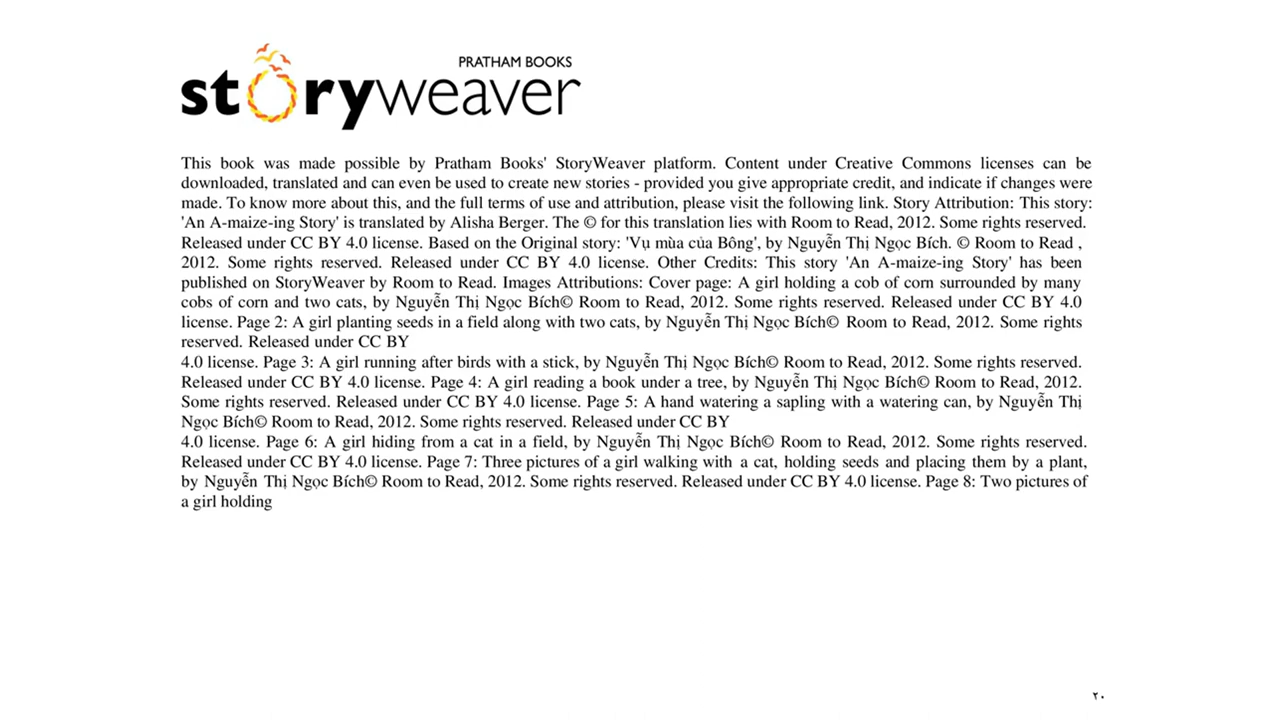 PRATHAM BOOKS
storyweaver
This book was made possible by Pratham Books' StoryWeaver platform. Content under Creative Commons licenses can be
downloaded, translated and can even be used to create new stories - provided you give appropriate credit, and indicate if changes were
made. To know more about this, and the full terms of use and attribution, please visit the following link. Story Attribution: This story:
'An A-maize-ing Story' is translated by Alisha Berger. The © for this translation lies with Room to Read, 2012. Some rights reserved.
Released under CC BY 4.0 license. Based on the Original story: 'Vụ mùa của Bông', by Nguyễn Thị Ngọc Bích. © Room to Read ,
2012. Some rights reserved. Released under CC BY 4.0 license. Other Credits: This story 'An A-maize-ing Story' has been
published on StoryWeaver by Room to Read. Images Attributions: Cover page: A girl holding a cob of corn surrounded by many
cobs of corn and two cats, by Nguyễn Thị Ngọc Bích© Room to Read, 2012. Some rights reserved. Released under CC BY 4.0
license. Page 2: A girl planting seeds in a field along with two cats, by Nguyễn Thị Ngọc Bích© Room to Read, 2012. Some rights
reserved. Released under CC BY
4.0 license. Page 3: A girl running after birds with a stick, by Nguyễn Thị Ngọc Bích© Room to Read, 2012. Some rights reserved.
Released under CC BY 4.0 license. Page 4: A girl reading a book under a tree, by Nguyễn Thị Ngọc Bích© Room to Read, 2012.
Some rights reserved. Released under CC BY 4.0 license. Page 5: A hand watering a sapling with a watering can, by Nguyễn Thị
Ngọc Bích© Room to Read, 2012. Some rights reserved. Released under CC BY
4.0 license. Page 6: A girl hiding from a cat in a field, by Nguyễn Thị Ngọc Bích© Room to Read, 2012. Some rights reserved.
Released under CC BY 4.0 license. Page 7: Three pictures of a girl walking with a cat, holding seeds and placing them by a plant,
by Nguyễn Thị Ngọc Bích© Room to Read, 2012. Some rights reserved. Released under CC BY 4.0 license. Page 8: Two pictures of
a girl holding
٢٠